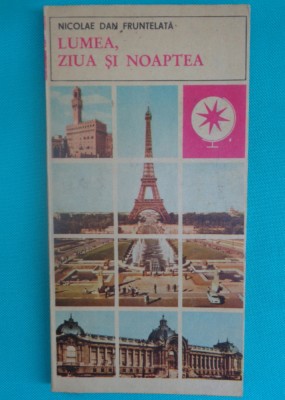 NICOLAE DAN FRUNTELATĂ
LUMEA,
ZIUA ȘI NOAPTEA